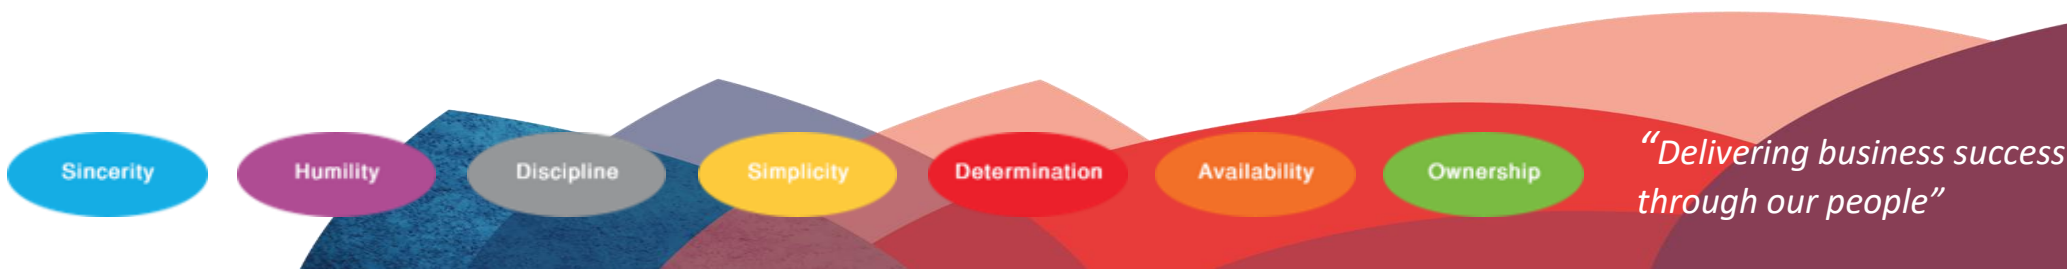 Sincerity
Humility
Discipline
Simplicity
Determination
Availability
Ownership
“Delivering business success
through our people”